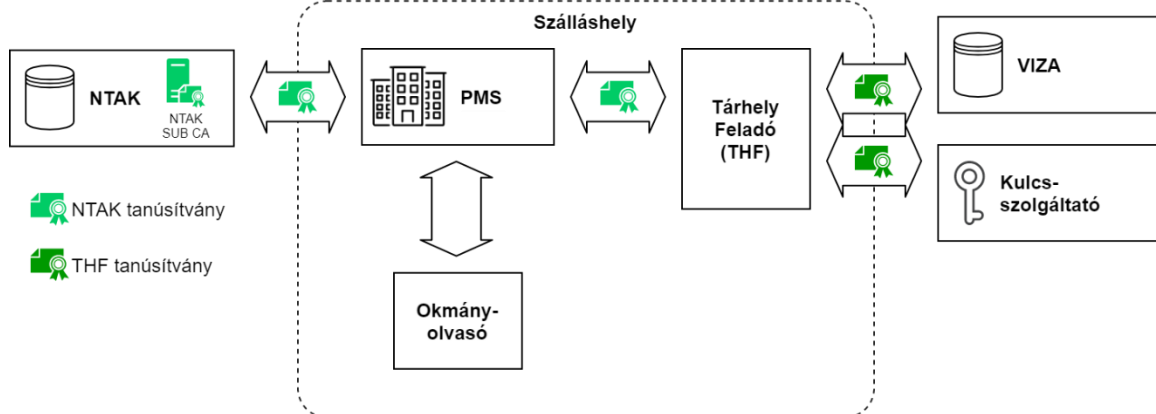 Szálláshely
NTAK
NTAK
SUB CA
PMS
Tárhely
Feladó
(THF)
VIZA
Kulcs-
szolgáltató
NTAK tanúsítvány
THF tanúsítvány
Okmány-
olvasó